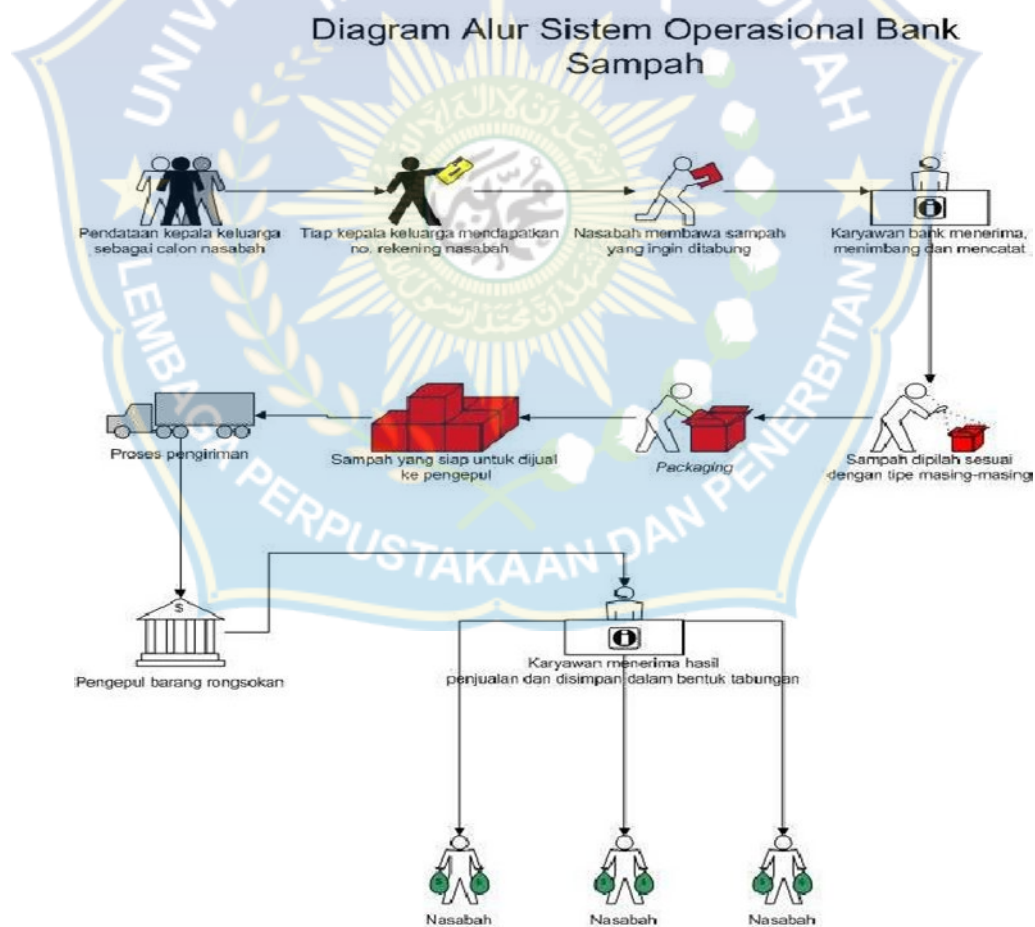 Diagram Alur Sistem Operasional Bank
Sampah
Pendataan kepala keluarga
sebagai calon nasabah
Tiap kepala keluarga mendapatkan
no. rekening nasabah
Nasabah membawa sampah
yang ingin ditabung
Karyawan bank menerima,
menimbang dan mencatat
Proses pengiriman
Sampah yang siap untuk dijual
ke pengepul
Packaging
Sampah dipilah sesuai
dengan tipe masing-masing
Pengepul barang rongsokan
Karyawan menerima hasil
penjualan dan disimpan dalam bentuk tabungan
Nasabah
Nasabah
Nasabah
LEMBAGA PERPUSTAKAAN DAN PENERBITAN